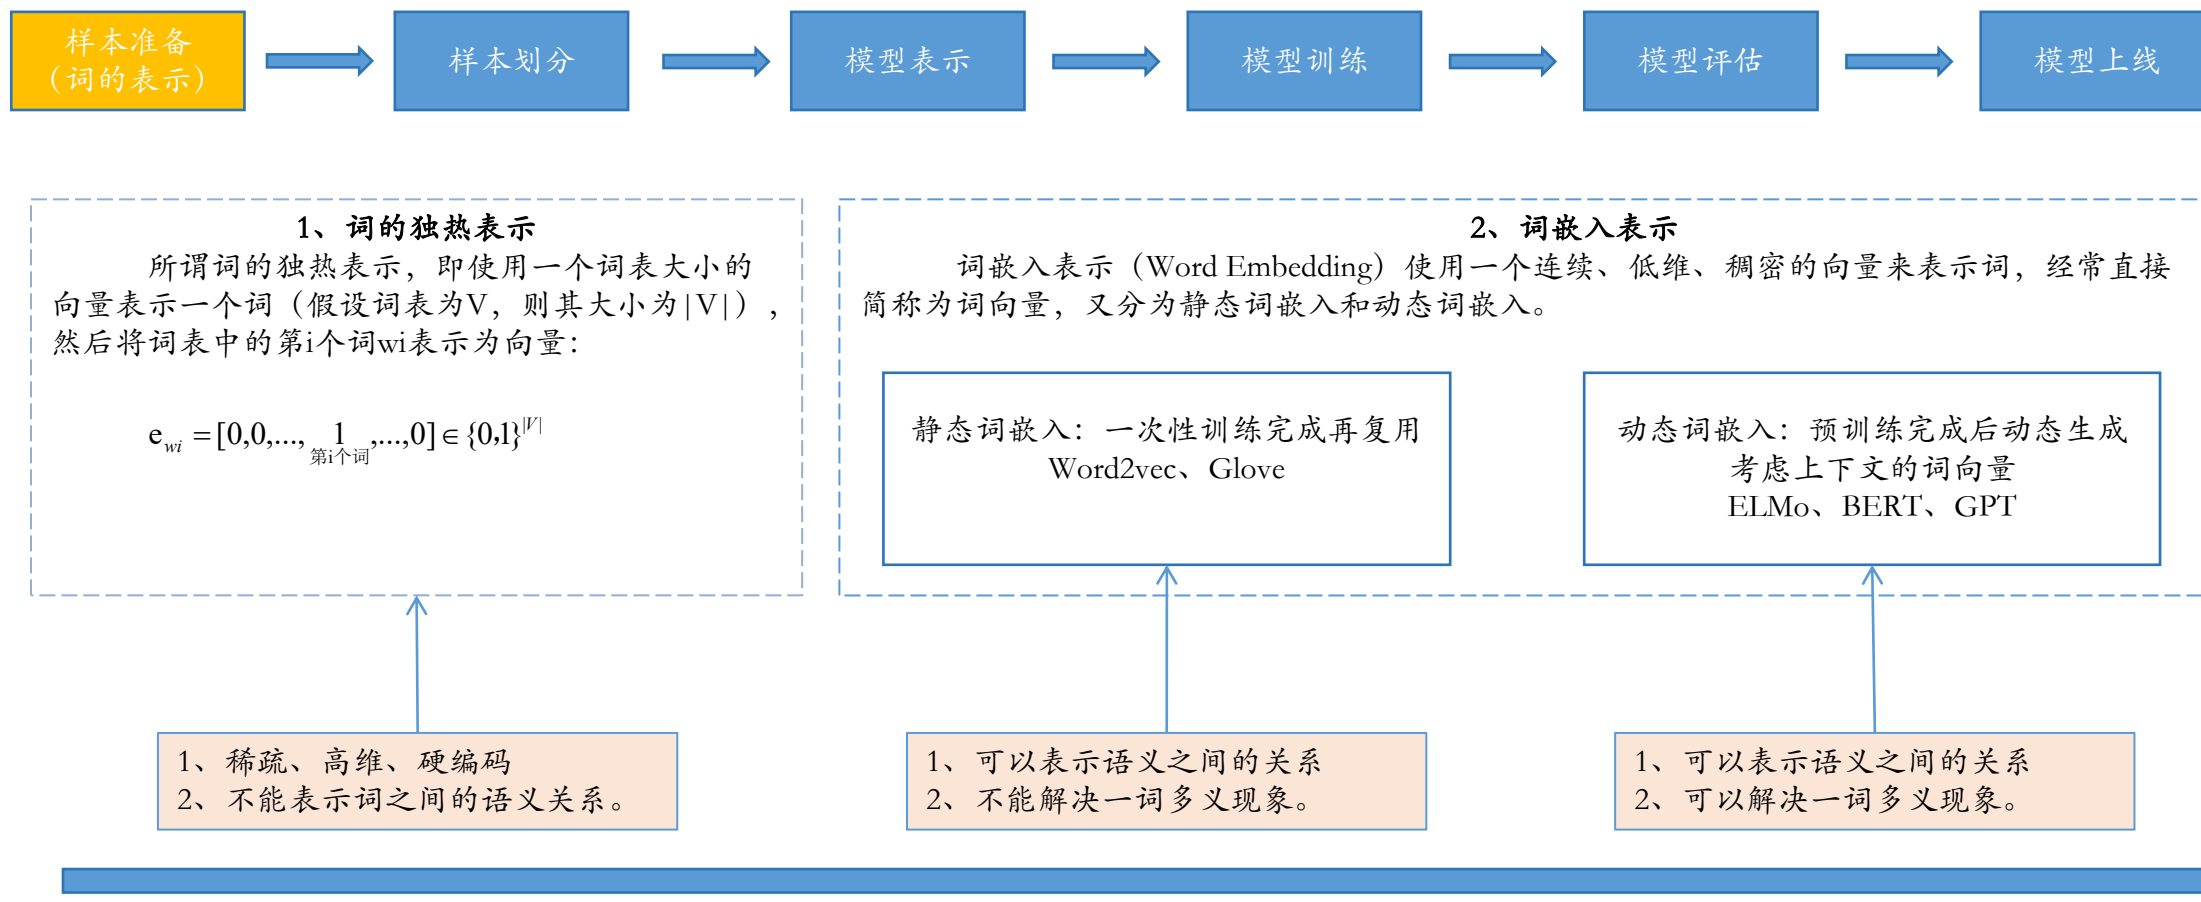 样本准备
（词的表示）
样本划分
模型表示
模型训练
模型评估
模型上线
1、词的独热表示
所谓词的独热表示，即使用一个词表大小的
向量表示一个词（假设词表为V，则其大小为|V|），
然后将词表中的第i个词wi表示为向量：
e_{wi} =[0,0,...,1,...,0]∈{0,1}^{|V|}
第i个词
2、词嵌入表示
词嵌入表示（Word Embedding）使用一个连续、低维、稠密的向量来表示词，经常直接
简称为词向量，又分为静态词嵌入和动态词嵌入。
静态词嵌入：一次性训练完成再复用
Word2vec、Glove
动态词嵌入：预训练完成后动态生成
考虑上下文的词向量
ELMo、BERT、GPT
1、稀疏、高维、硬编码
2、不能表示词之间的语义关系。
1、可以表示语义之间的关系
2、不能解决一词多义现象。
1、可以表示语义之间的关系
2、可以解决一词多义现象。